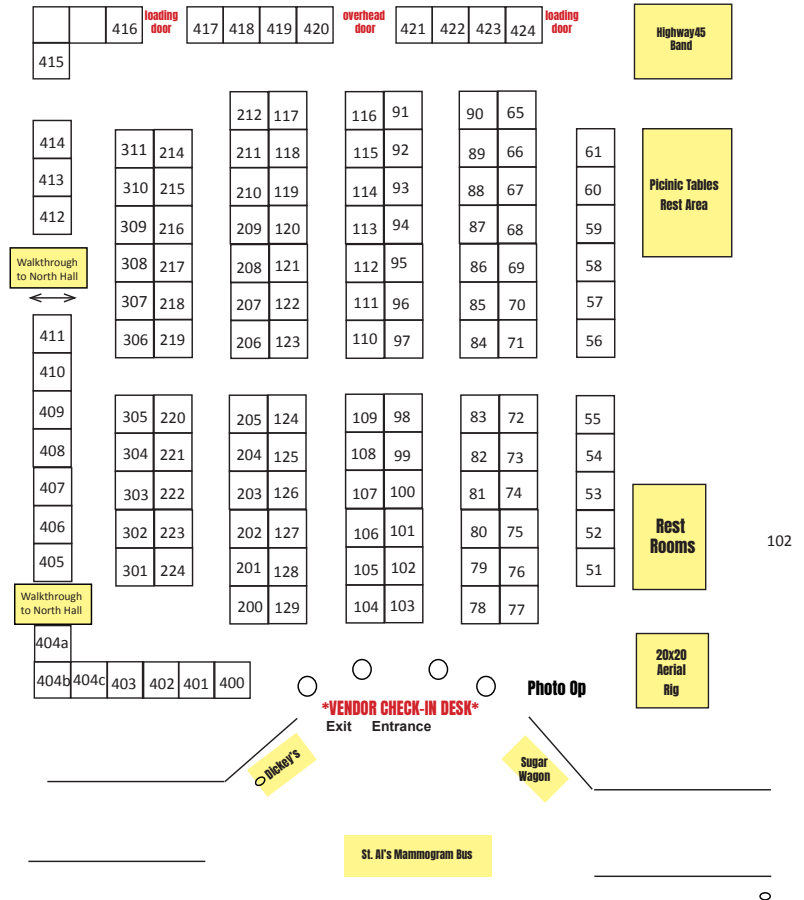 416 loading door 417 418 419 420 overhead door 421 422 423 424 loading door
Highway45
Band
415
212 117 116 91 90 65
414 311 214 211 118 115 92 89 66 61
413 310 215 210 119 114 93 88 67 60
Picinic Tables
Rest Area
412 309 216 209 120 113 94 87 68 59
Walkthrough
to North Hall
308 217 208 121 112 95 86 69 58
307 218 207 122 111 96 85 70 57
411 306 219 206 123 110 97 84 71 56
410
409 305 220 205 124 109 98 83 72 55
408 304 221 204 125 108 99 82 73 54
407 303 222 203 126 107 100 81 74 53
406 302 223 202 127 106 101 80 75 52
Rest
Rooms
102
405 301 224 201 128 105 102 79 76 51
Walkthrough
to North Hall
200 129 104 103 78 77
404a
404b 404c 403 402 401 400
20x20
Aerial
Rig
Photo Op
*VENDOR CHECK-IN DESK*
Exit Entrance
Dickey's
Sugar
Wagon
St. Al's Mammogram Bus